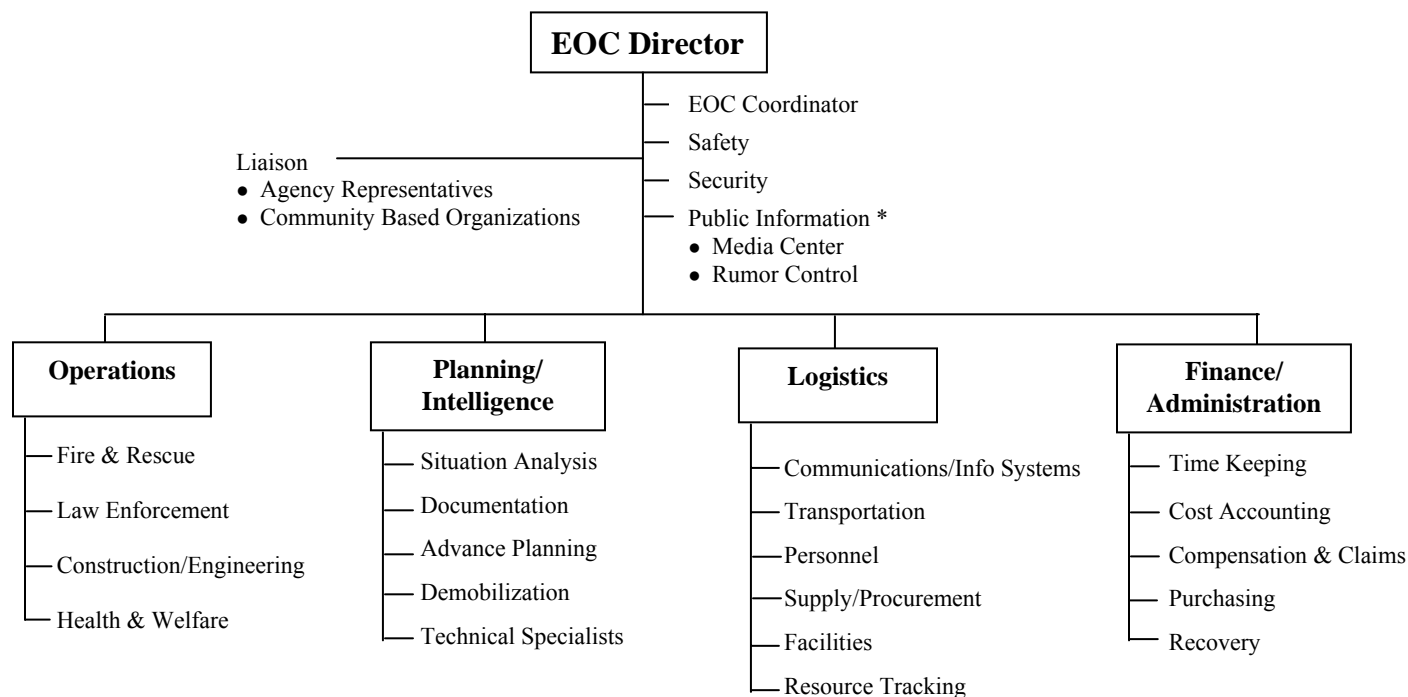 EOC Director
EOC Coordinator
Safety
Security
Public Information *
● Media Center
● Rumor Control
Liaison
● Agency Representatives
● Community Based Organizations
Operations
Fire & Rescue
Law Enforcement
Construction/Engineering
Health & Welfare
Planning/
Intelligence
Situation Analysis
Documentation
Advance Planning
Demobilization
Technical Specialists
Logistics
Communications/Info Systems
Transportation
Personnel
Supply/Procurement
Facilities
Resource Tracking
Finance/
Administration
Time Keeping
Cost Accounting
Compensation & Claims
Purchasing
Recovery